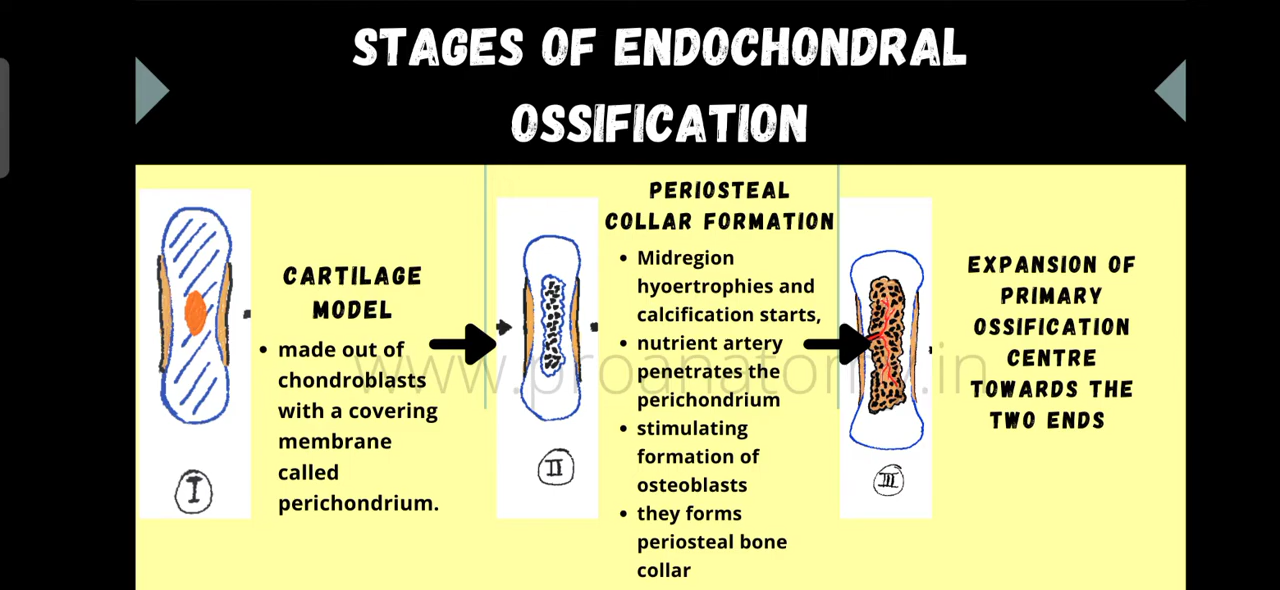 STAGES OF ENDOCHONDRAL
OSSIFICATION
CARTILAGE
MODEL
• made out of
chondroblasts
with a covering
membrane
called
perichondrium.
I
PERIOSTEAL
COLLAR FORMATION
• Midregion
hyoertrophies and
calcification starts,
• nutrient artery
penetrates the
perichondrium
• stimulating
formation of
osteoblasts
• they forms
periosteal bone
collar
II
EXPANSION OF
PRIMARY
OSSIFICATION
CENTRE
TOWARDS THE
TWO ENDS
III